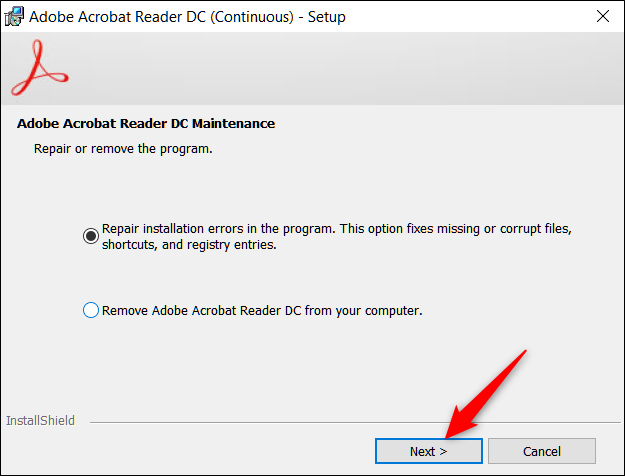 Adobe Acrobat Reader DC (Continuous) - Setup
Adobe Acrobat Reader DC Maintenance
Repair or remove the program.
Repair installation errors in the program. This option fixes missing or corrupt files,
shortcuts, and registry entries.
Remove Adobe Acrobat Reader DC from your computer.
InstallShield
Next >
Cancel